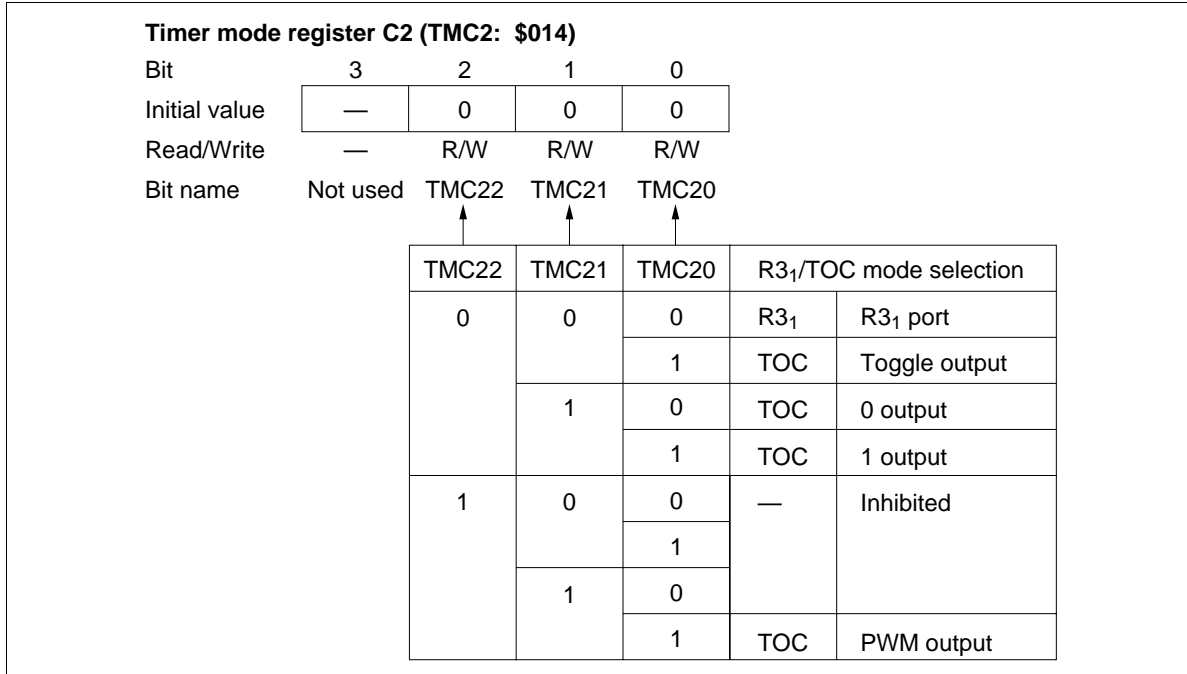 Timer mode register C2 (TMC2: $014)
Bit 3 2 1 0
Initial value — 0 0 0
Read/Write — R/W R/W R/W
Bit name Not used TMC22 TMC21 TMC20
TMC22 TMC21 TMC20 R3₁/TOC mode selection
0 0 0 R3₁ R3₁ port
1 TOC Toggle output
1 0 TOC 0 output
1 TOC 1 output
1 0 0 — Inhibited
1
1 0
1 TOC PWM output